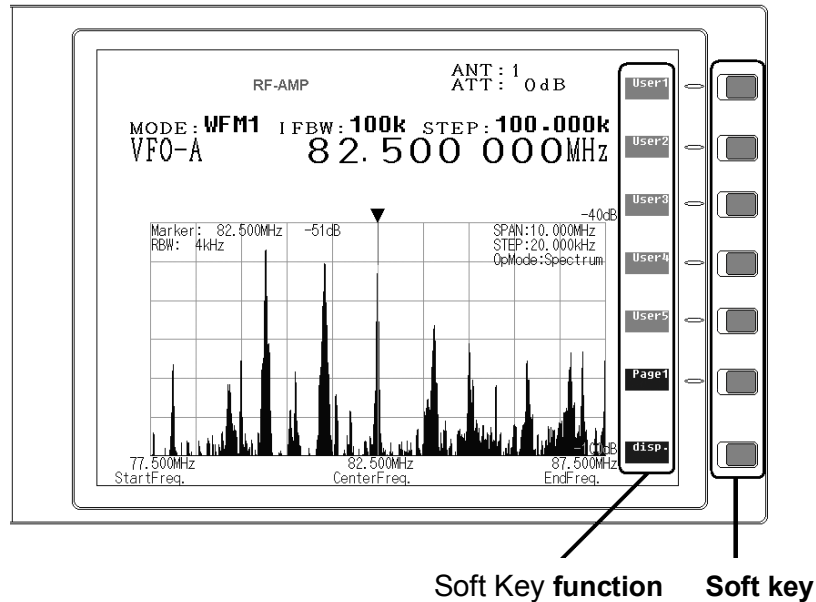 ANT:1
RF-AMP
ATT: 0dB
User1
MODE:WFM1 IFBW:100k STEP:100.000k
User2
VFO-A 82.500 000MHz
User3
-40dB
Marker: 82.500MHz -51dB
SPAN:10.000MHz
RBW: 4kHz
STEP:20.000kHz
OpMode:Spectrum
User4
User5
Page1
disp.
-100dB
77.500MHz 82.500MHz 87.500MHz
StartFreq. CenterFreq. EndFreq.
Soft Key function Soft key